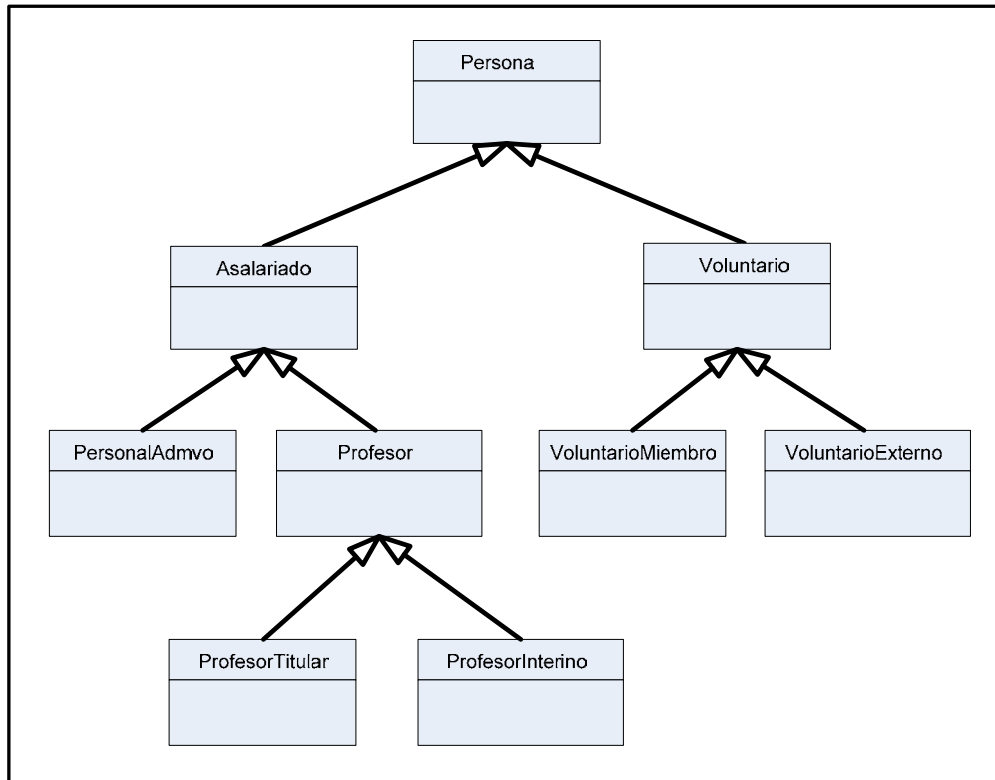 Persona
Asalariado
Voluntario
PersonalAdmvo
Profesor
VoluntarioMiembro
VoluntarioExterno
ProfesorTitular
ProfesorInterino